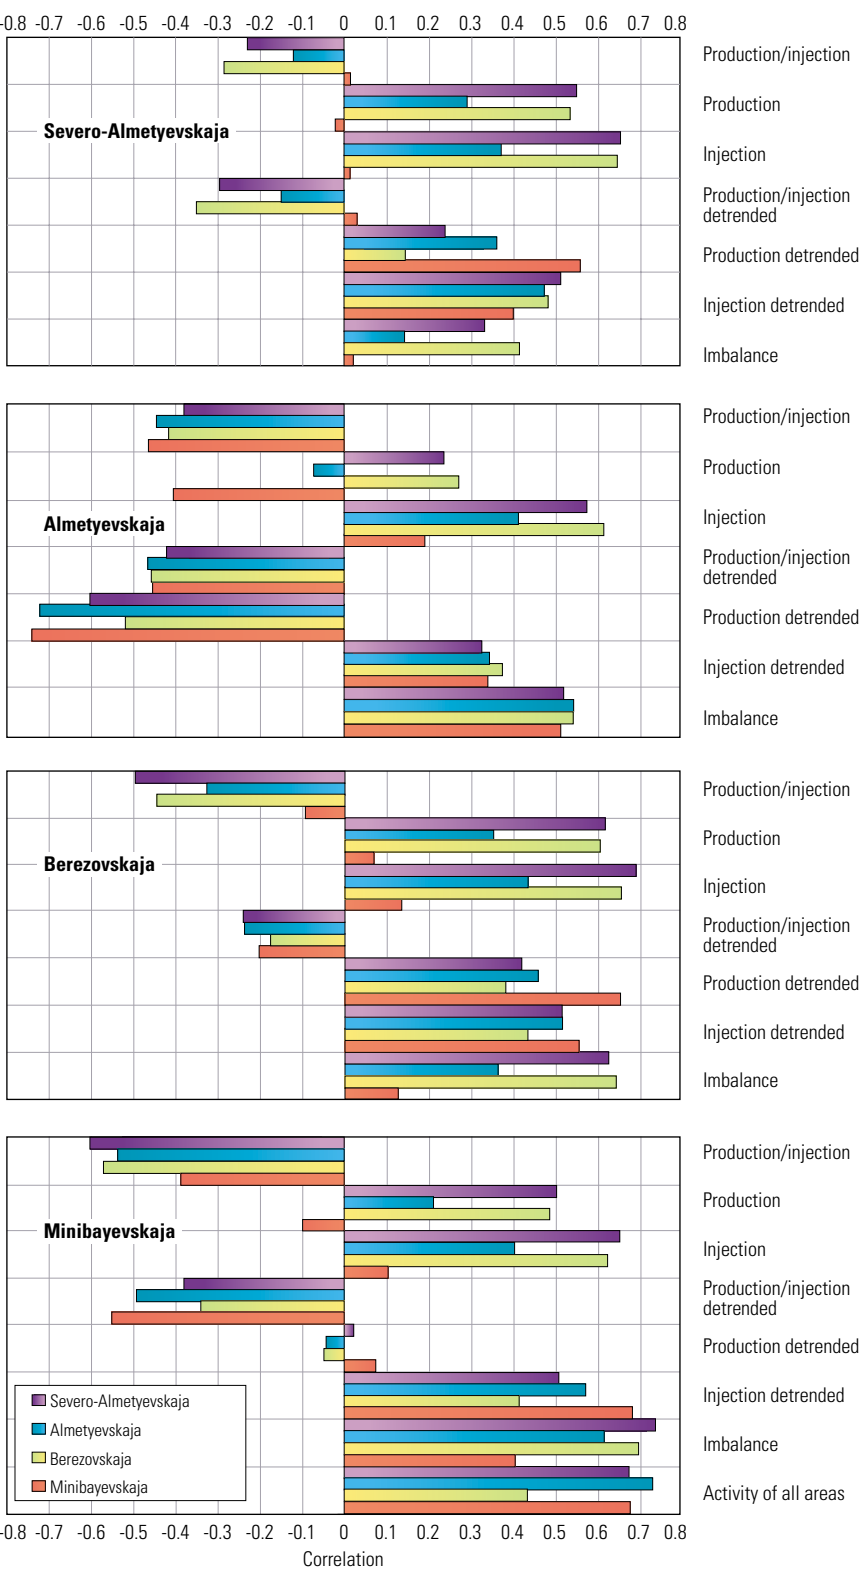 -0.8 -0.7 -0.6 -0.5 -0.4 -0.3 -0.2 -0.1 0 0.1 0.2 0.3 0.4 0.5 0.6 0.7 0.8
Production/injection
Production
Severo-Almetyevskaja
Injection
Production/injection
detrended
Production detrended
Injection detrended
Imbalance
Production/injection
Production
Injection
Almetyevskaja
Production/injection
detrended
Production detrended
Injection detrended
Imbalance
Production/injection
Production
Berezovskaja
Injection
Production/injection
detrended
Production detrended
Injection detrended
Imbalance
Production/injection
Production
Minibayevskaja
Injection
Production/injection
detrended
Production detrended
Injection detrended
Imbalance
Activity of all areas
Severo-Almetyevskaja
Almetyevskaja
Berezovskaja
Minibayevskaja
-0.8 -0.7 -0.6 -0.5 -0.4 -0.3 -0.2 -0.1 0 0.1 0.2 0.3 0.4 0.5 0.6 0.7 0.8
Correlation